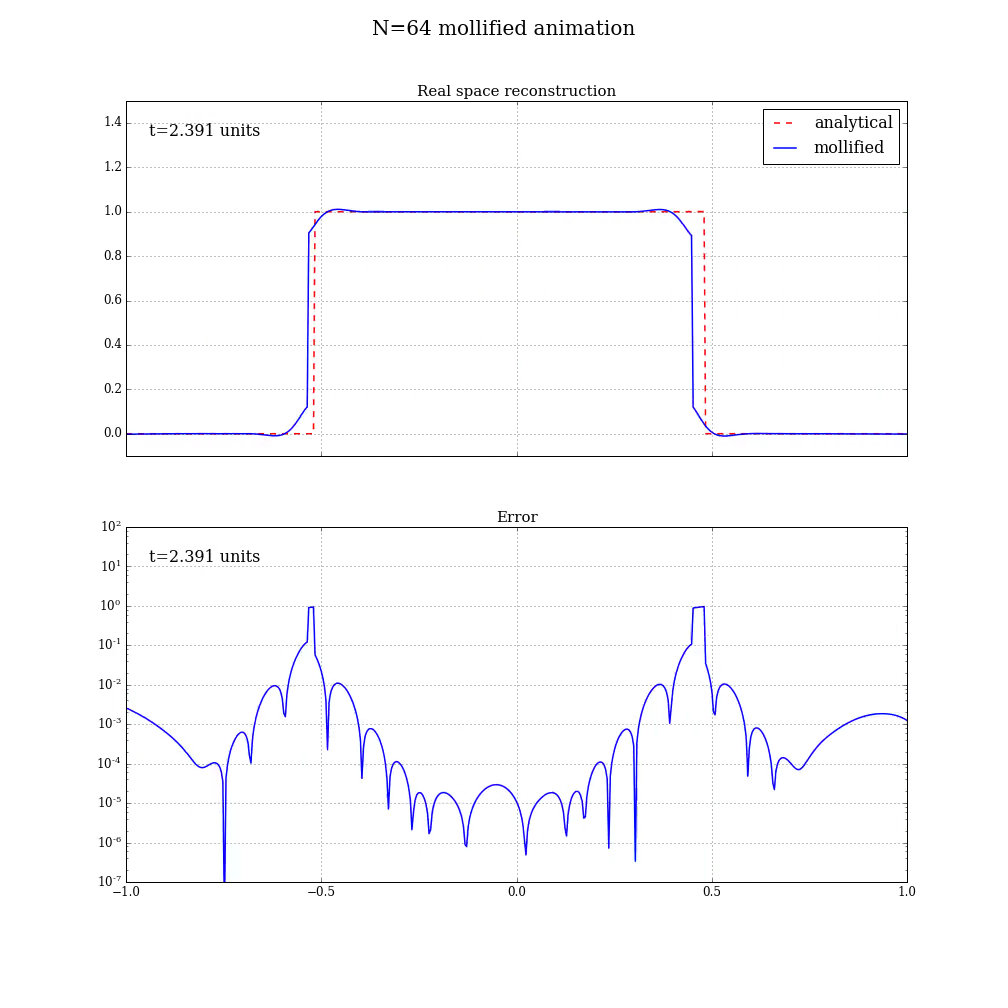 N=64 mollified animation
Real space reconstruction
t=2.391 units
analytical
mollified
1.4
1.2
1.0
0.8
0.6
0.4
0.2
0.0
Error
t=2.391 units
10²
10¹
10⁰
10⁻¹
10⁻²
10⁻³
10⁻⁴
10⁻⁵
10⁻⁶
10⁻⁷
−1.0 −0.5 0.0 0.5 1.0